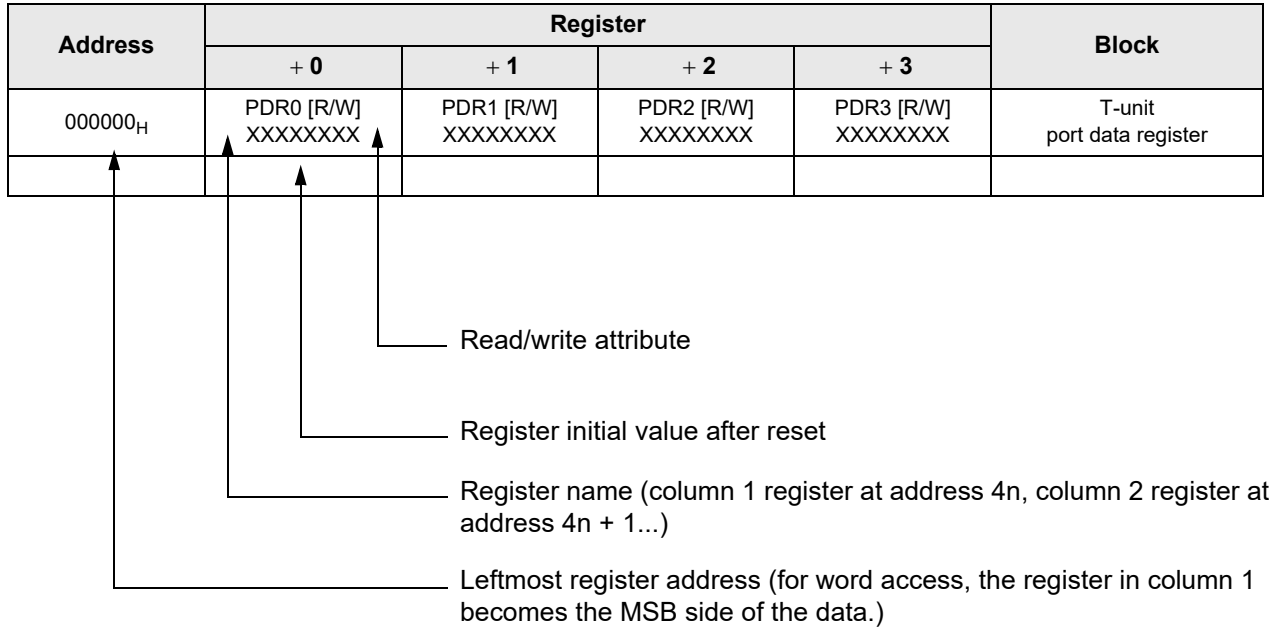 Address Register Block
+ 0 + 1 + 2 + 3
000000H PDR0 [R/W] PDR1 [R/W] PDR2 [R/W] PDR3 [R/W] T-unit
XXXXXXXX XXXXXXXX XXXXXXXX XXXXXXXX port data register
Read/write attribute
Register initial value after reset
Register name (column 1 register at address 4n, column 2 register at
address 4n + 1...)
Leftmost register address (for word access, the register in column 1
becomes the MSB side of the data.)